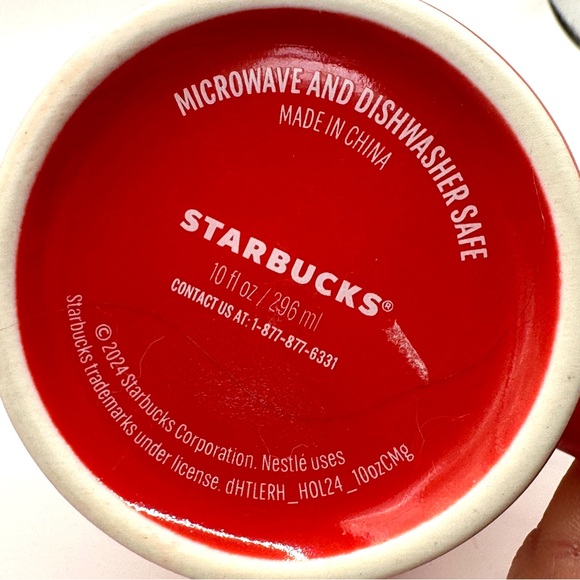 MICROWAVE AND DISHWASHER SAFE
MADE IN CHINA
STARBUCKS®
10 fl oz / 296 ml
CONTACT US AT: 1-877-877-6331
© 2024 Starbucks Corporation. Nestlé uses
Starbucks trademarks under license. dHTLERH_HOL24_10ozCMg